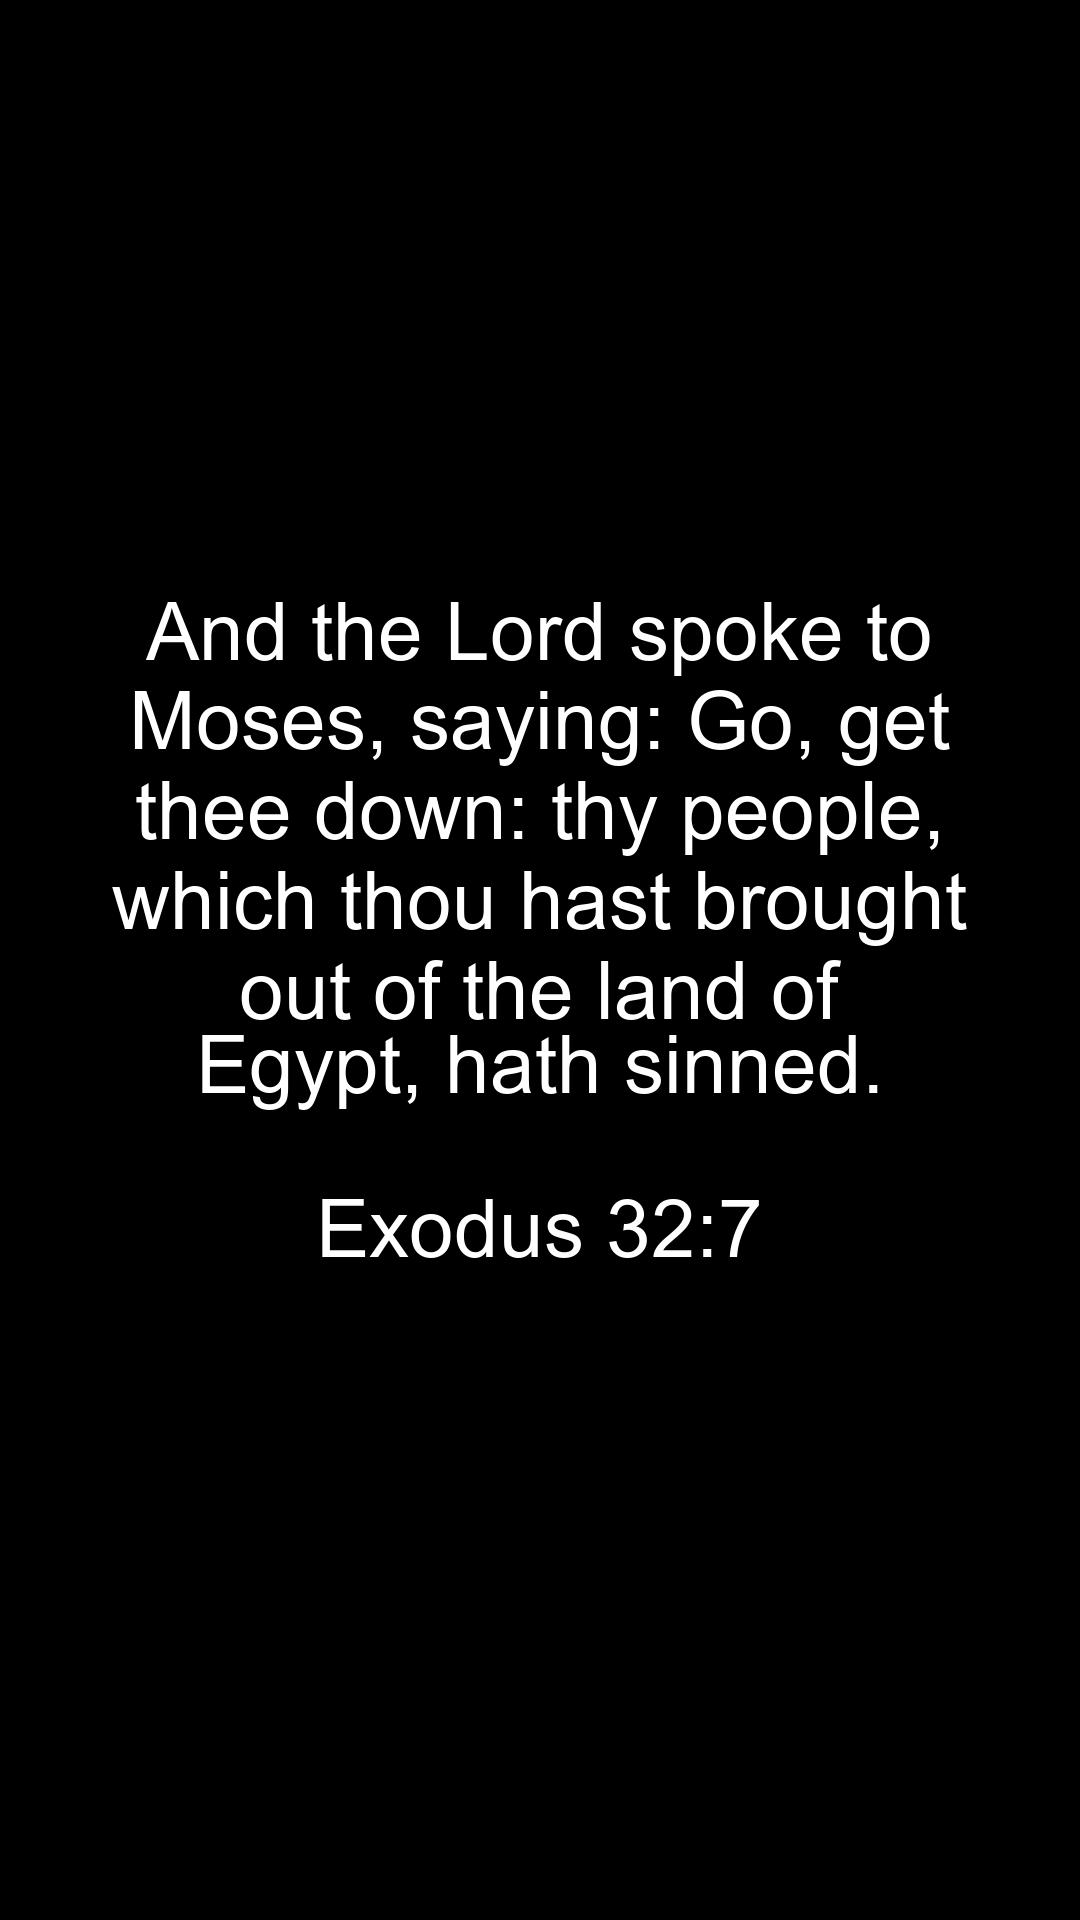 And the Lord spoke to
Moses, saying: Go, get
thee down: thy people,
which thou hast brought
out of the land of
Egypt, hath sinned.
Exodus 32:7